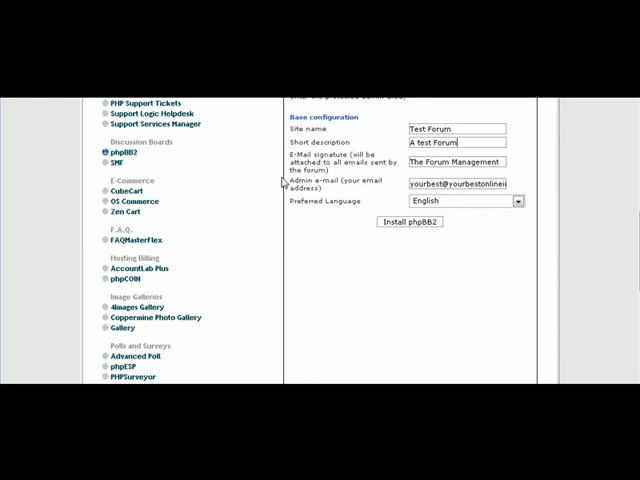 PHP Support Tickets
Support Logic Helpdesk
Support Services Manager
Discussion Boards
phpBB2
SMF
E-Commerce
CubeCart
OS Commerce
Zen Cart
F.A.Q.
FAQMasterFlex
Hosting Billing
AccountLab Plus
phpCOIN
Image Galleries
4Images Gallery
Coppermine Photo Gallery
Gallery
Polls and Surveys
Advanced Poll
phpESP
PHPSurveyor
Base configuration
Site name Test Forum
Short description A test Forum
E-Mail signature (will be
attached to all emails sent by
the forum) The Forum Management
Admin e-mail (your email
address) yourbest@yourbestonlinei
Preferred Language English
Install phpBB2